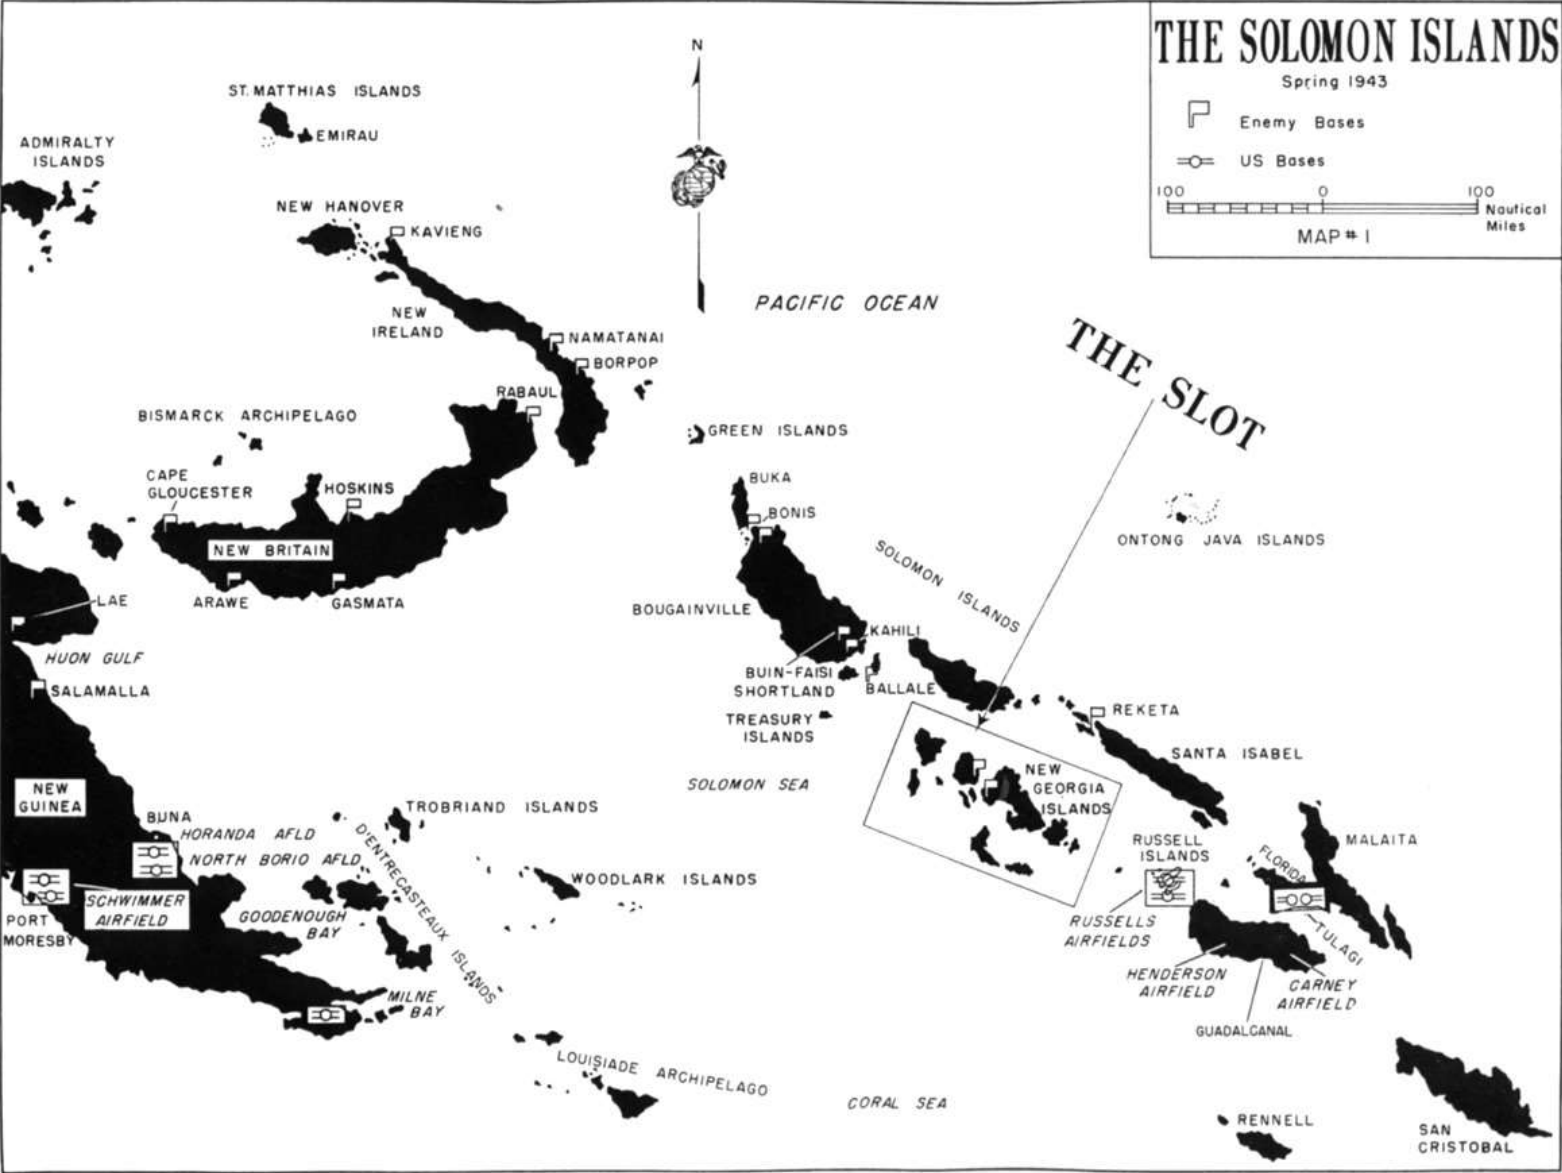 THE SOLOMON ISLANDS
Spring 1943
Enemy Bases
US Bases
100 0 100
Nautical
Miles
MAP # 1
N
ST. MATTHIAS ISLANDS
EMIRAU
ADMIRALTY
ISLANDS
NEW HANOVER
KAVIENG
NEW
IRELAND
PACIFIC OCEAN
NAMATANAI
BORPOP
RABAUL
THE SLOT
BISMARCK ARCHIPELAGO
GREEN ISLANDS
CAPE
GLOUCESTER
HOSKINS
BUKA
BONIS
NEW BRITAIN
ONTONG JAVA ISLANDS
SOLOMON ISLANDS
LAE
ARAWE
GASMATA
BOUGAINVILLE
KAHILI
HUON GULF
BUIN-FAISI
SHORTLAND
BALLALE
SALAMALLA
TREASURY
ISLANDS
REKETA
SANTA ISABEL
SOLOMON SEA
NEW
GEORGIA
ISLANDS
NEW
GUINEA
TROBRIAND ISLANDS
BUNA
HORANDA AFLD
NORTH BORIO AFLD
D'ENTRECASTEAUX ISLANDS
RUSSELL
ISLANDS
MALAITA
FLORIDA
WOODLARK ISLANDS
SCHWIMMER
AIRFIELD
GOODENOUGH
BAY
PORT
MORESBY
RUSSELLS
AIRFIELDS
TULAGI
HENDERSON
AIRFIELD
CARNEY
AIRFIELD
MILNE
BAY
GUADALCANAL
LOUISIADE ARCHIPELAGO
CORAL SEA
RENNELL
SAN
CRISTOBAL